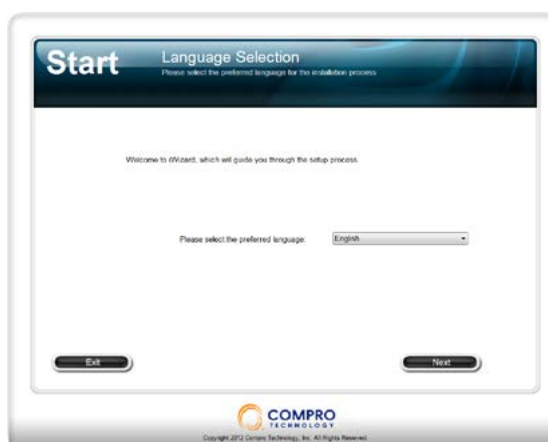 Start
Language Selection
Please select the preferred language for the installation process
Welcome to iWizard, which will guide you through the setup process.
Please select the preferred language:
English
Exit
Next
COMPRO
TECHNOLOGY
Copyright 2012 Compro Technology, Inc. All Rights Reserved.